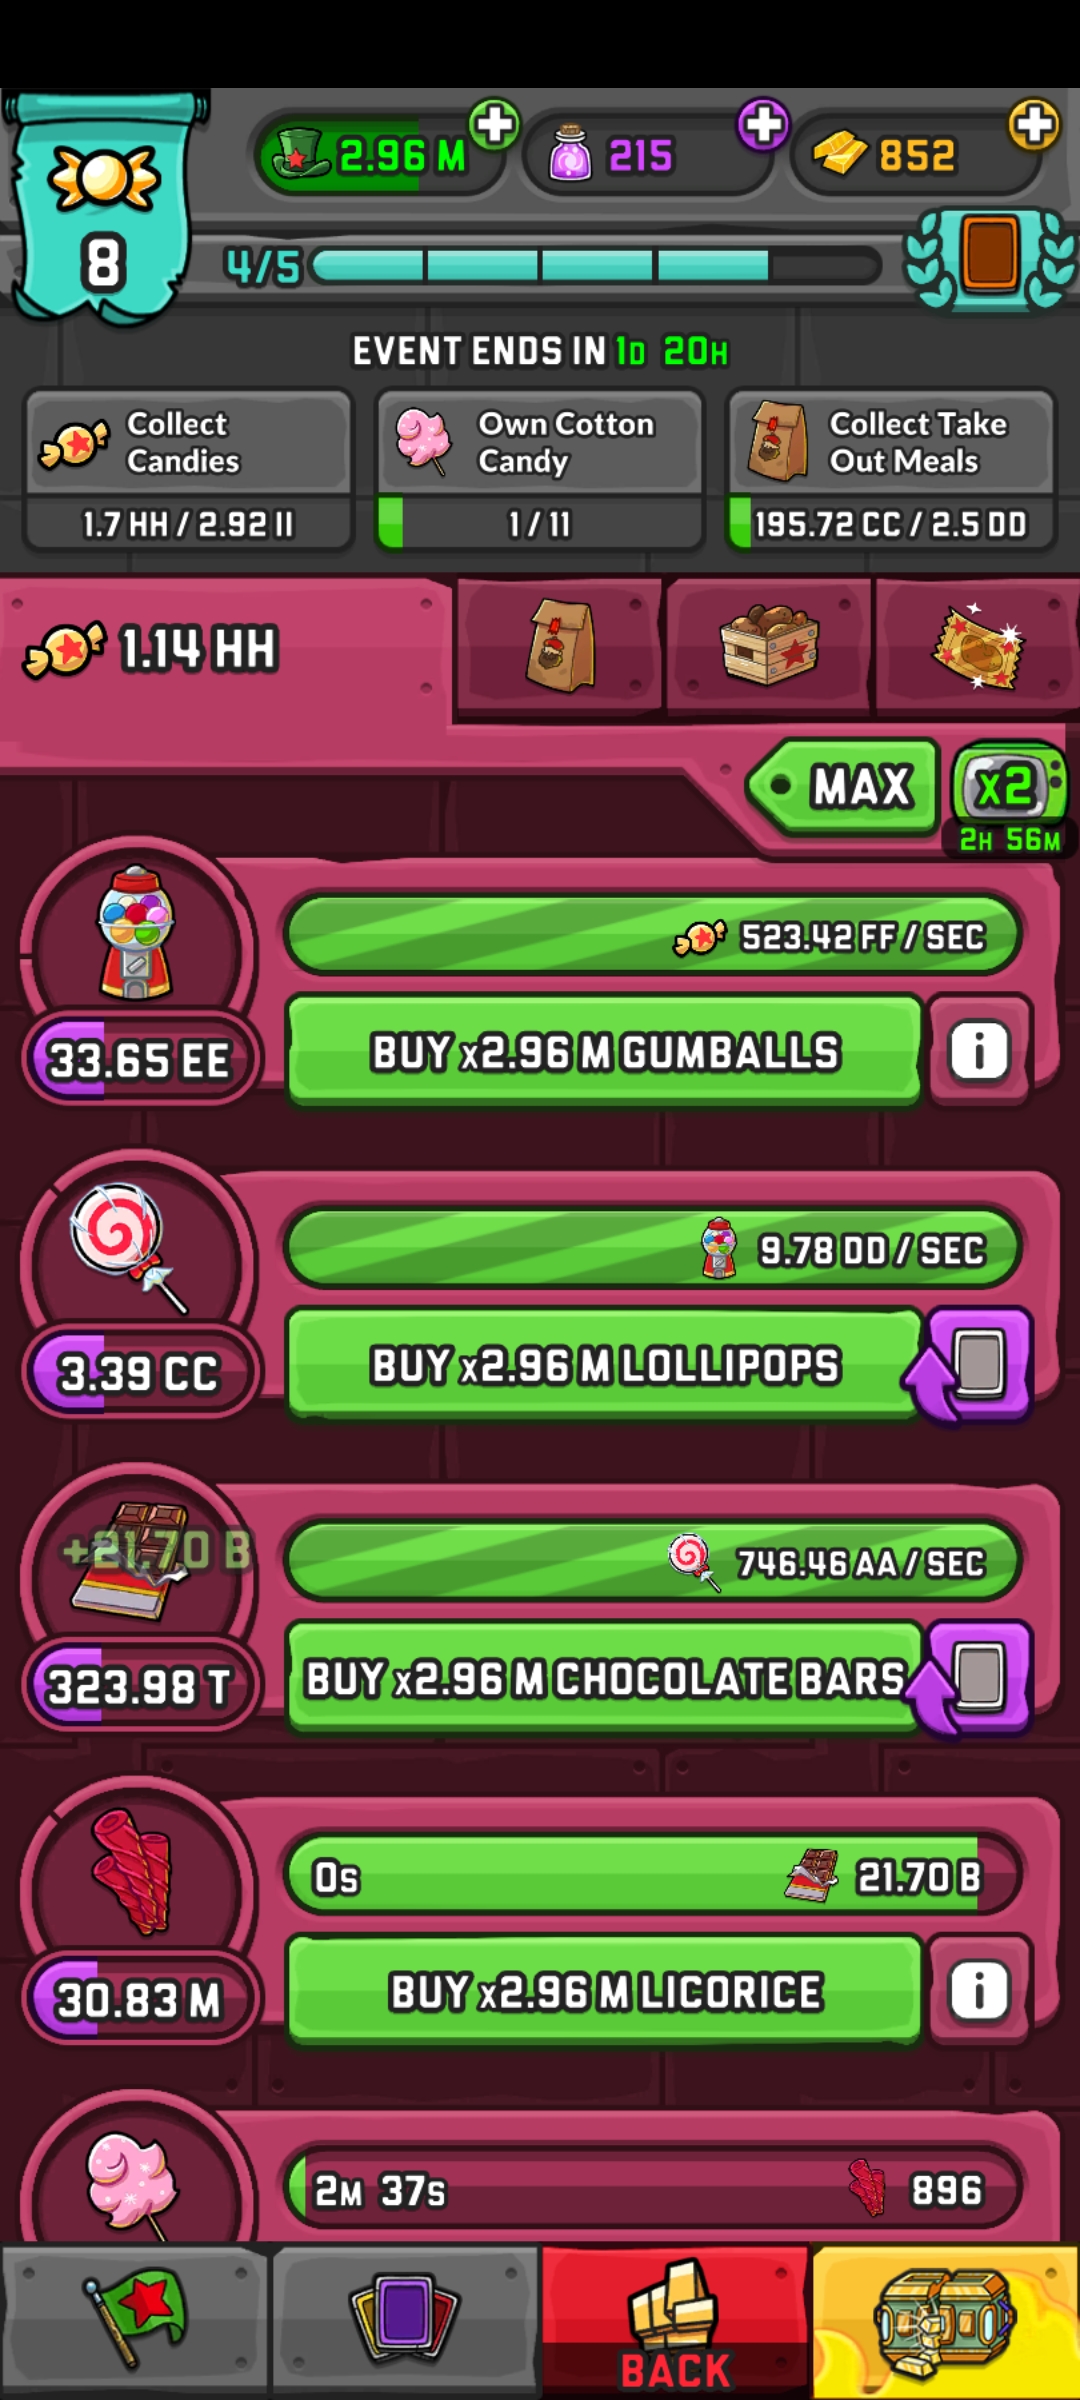 2.96 M
215
852
8
4/5
EVENT ENDS IN 1D 20H
Collect
Candies
1.7 HH / 2.92 II
Own Cotton
Candy
1 / 11
Collect Take
Out Meals
195.72 CC / 2.5 DD
1.14 HH
MAX
x2
2H 56M
523.42 FF / SEC
33.65 EE
BUY x2.96 M GUMBALLS
i
9.78 DD / SEC
3.39 CC
BUY x2.96 M LOLLIPOPS
+21.70 B
746.46 AA / SEC
323.98 T
BUY x2.96 M CHOCOLATE BARS
0s
21.70 B
30.83 M
BUY x2.96 M LICORICE
i
2M 37s
896
BACK